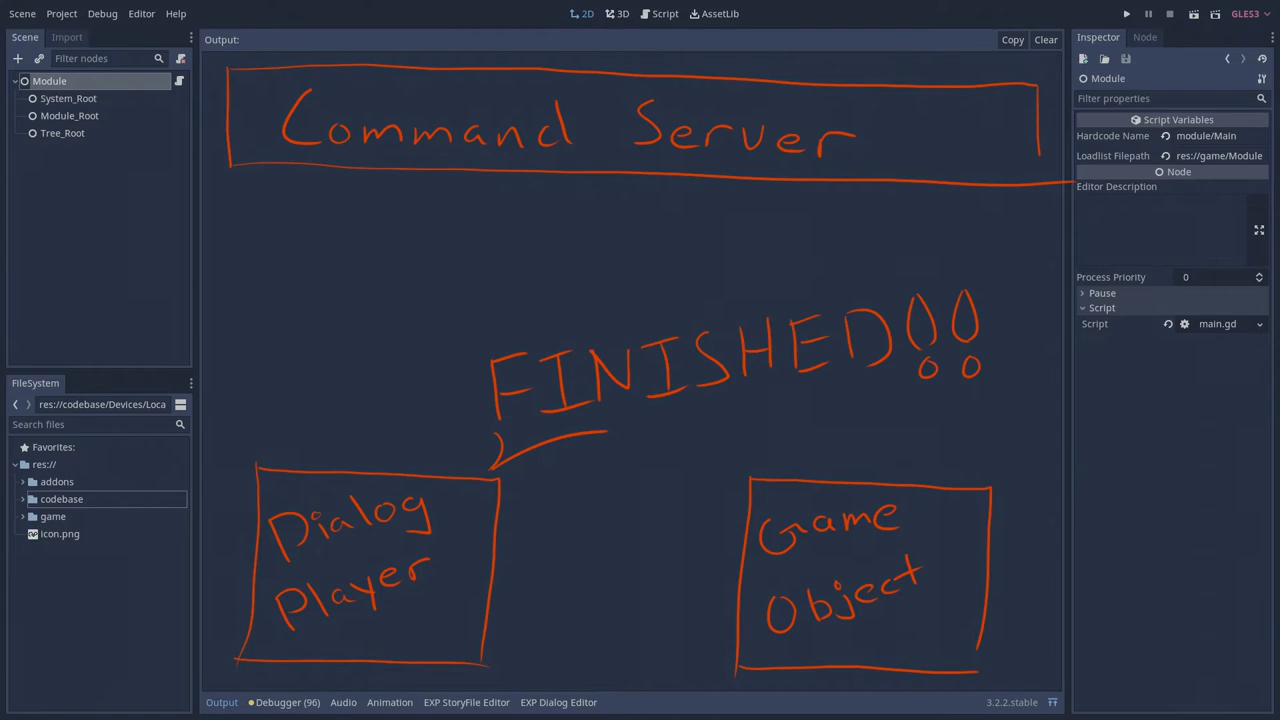 Scene Project Debug Editor Help 2D 3D Script AssetLib GLES3
Scene Import
Filter nodes
Module
System_Root
Module_Root
Tree_Root
FileSystem
res://codebase/Devices/Loca
Search files
Favorites:
res://
addons
codebase
game
icon.png
Output: Copy Clear
Command Server
FINISHED!!
Dialog
Player
Game
Object
Output Debugger (96) Audio Animation EXP StoryFile Editor EXP Dialog Editor 3.2.2.stable
Inspector Node
Module
Filter properties
Script Variables
Hardcode Name module/Main
Loadlist Filepath res://game/Module
Node
Editor Description
Process Priority 0
Pause
Script
Script main.gd